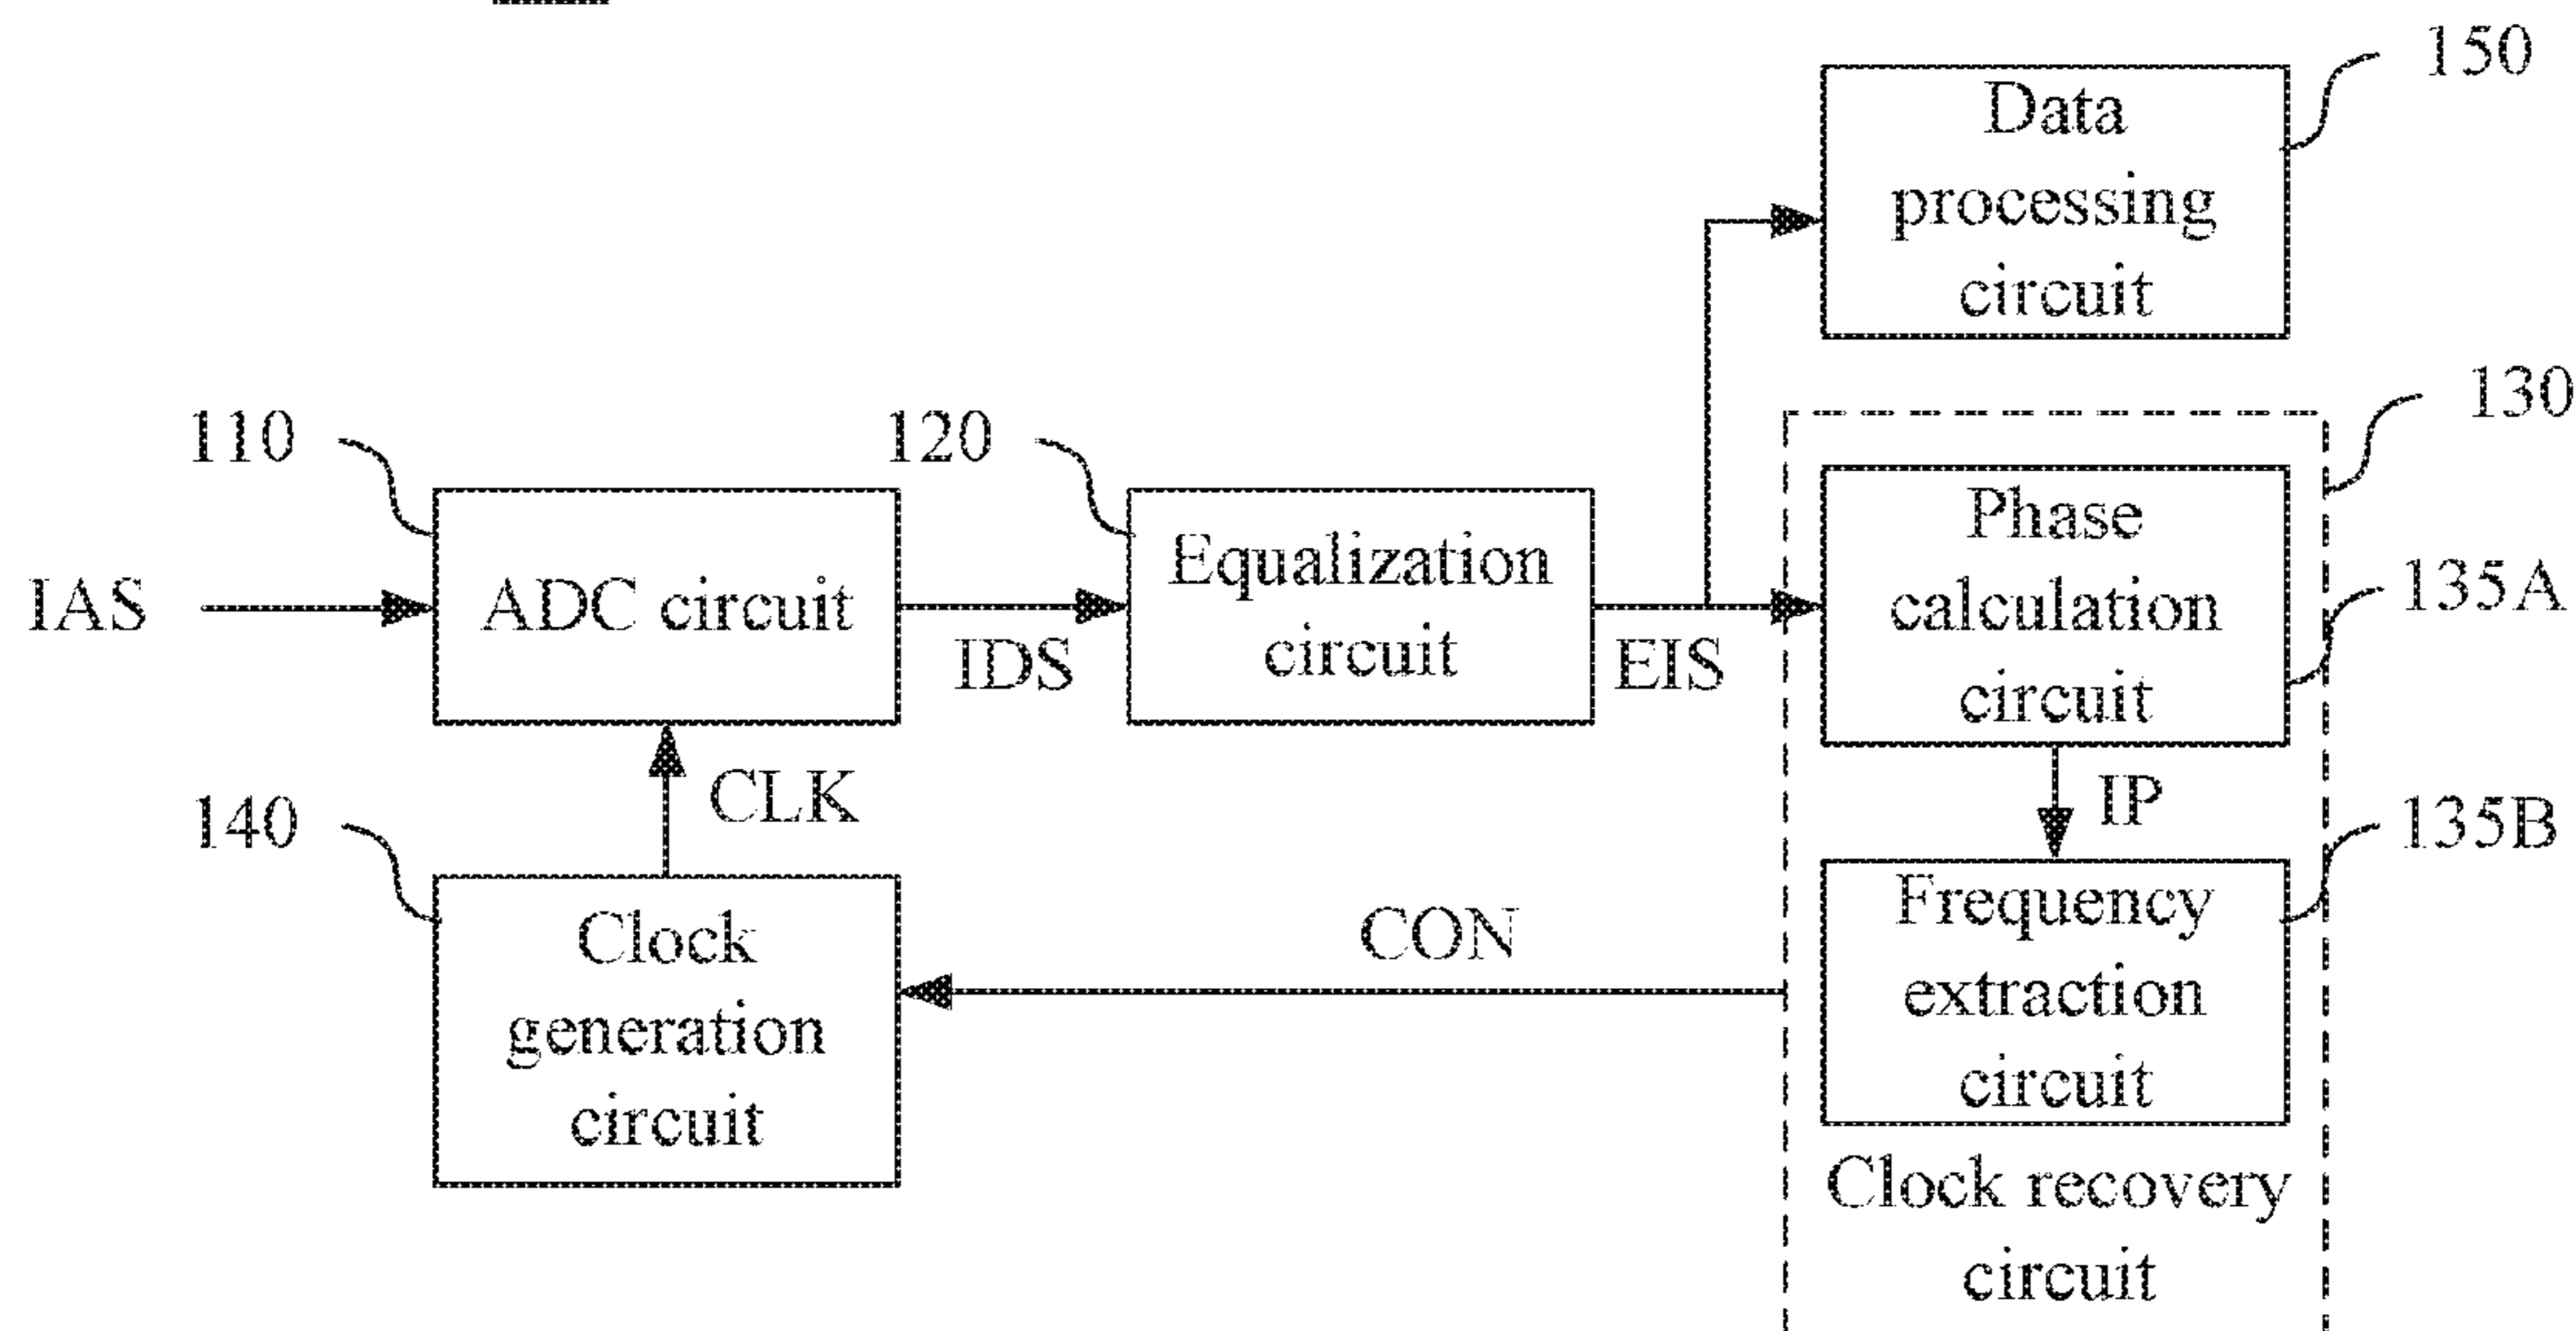 150
Data
processing
circuit
130
110
120
Phase
calculation
circuit
135A
IAS
ADC circuit
IDS
Equalization
circuit
EIS
CLK
IP
140
135B
Clock
generation
circuit
CON
Frequency
extraction
circuit
Clock recovery
circuit